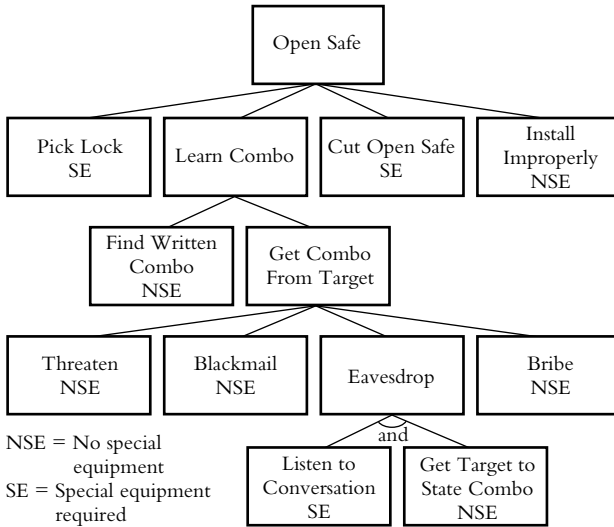 Open Safe
Pick Lock
SE
Learn Combo
Cut Open Safe
SE
Install
Improperly
NSE
Find Written
Combo
NSE
Get Combo
From Target
Threaten
NSE
Blackmail
NSE
Eavesdrop
Bribe
NSE
and
Listen to
Conversation
SE
Get Target to
State Combo
NSE
NSE = No special
equipment
SE = Special equipment
required